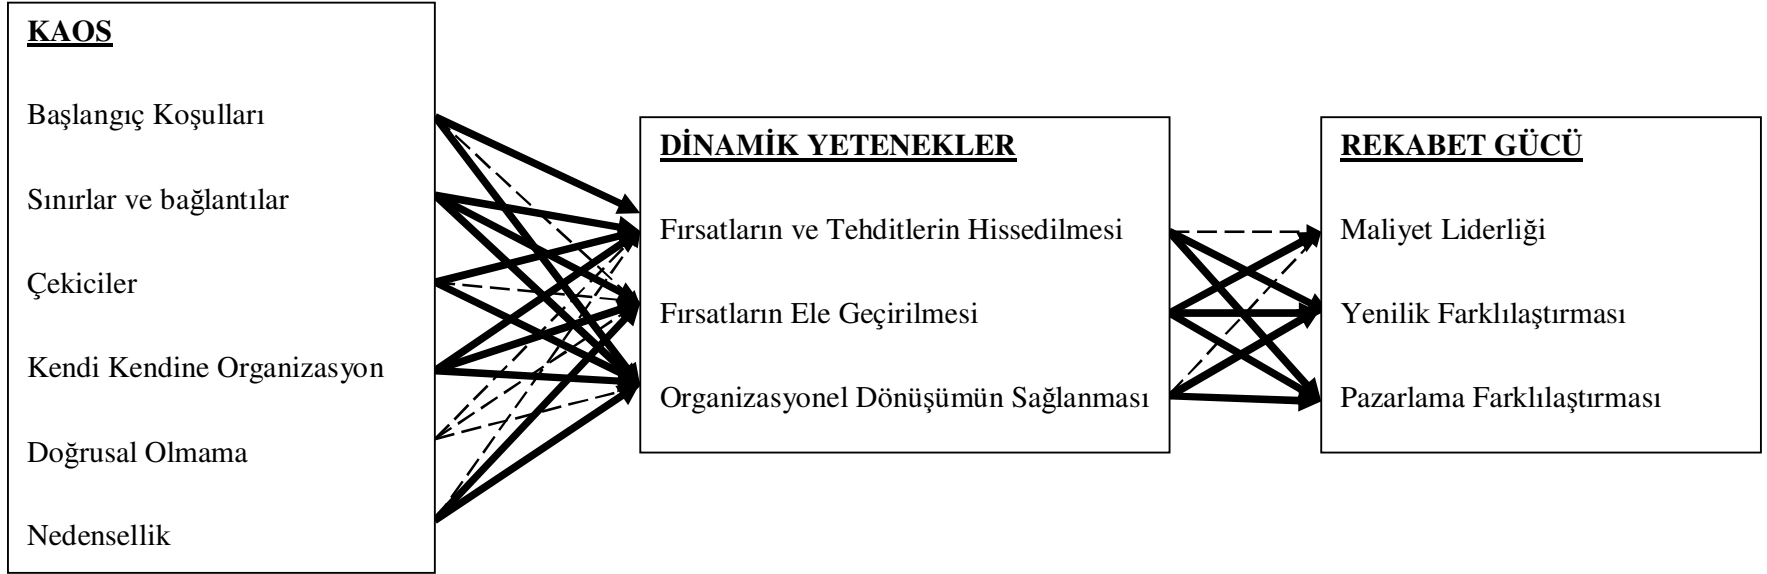 KAOS
Başlangıç Koşulları
Sınırlar ve bağlantılar
Çekiciler
Kendi Kendine Organizasyon
Doğrusal Olmama
Nedensellik
DİNAMİK YETENEKLER
Fırsatların ve Tehditlerin Hissedilmesi
Fırsatların Ele Geçirilmesi
Organizasyonel Dönüşümün Sağlanması
REKABET GÜCÜ
Maliyet Liderliği
Yenilik Farklılaştırması
Pazarlama Farklılaştırması